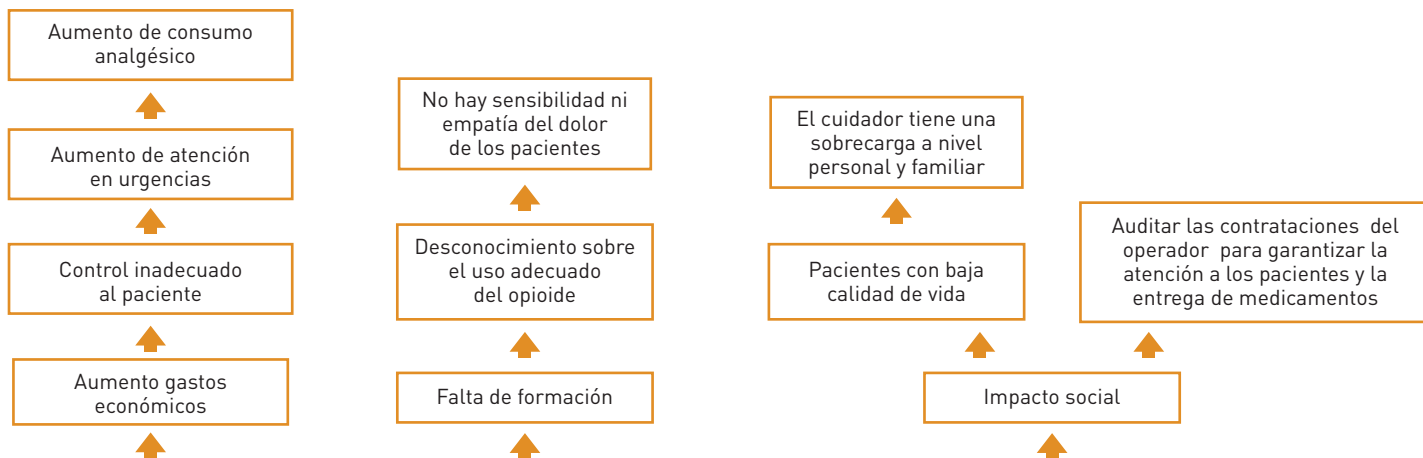 Aumento de consumo
analgésico
Aumento de atención
en urgencias
Control inadecuado
al paciente
Aumento gastos
económicos
No hay sensibilidad ni
empatía del dolor
de los pacientes
Desconocimiento sobre
el uso adecuado
del opioide
Falta de formación
El cuidador tiene una
sobrecarga a nivel
personal y familiar
Pacientes con baja
calidad de vida
Auditar las contrataciones del
operador para garantizar la
atención a los pacientes y la
entrega de medicamentos
Impacto social